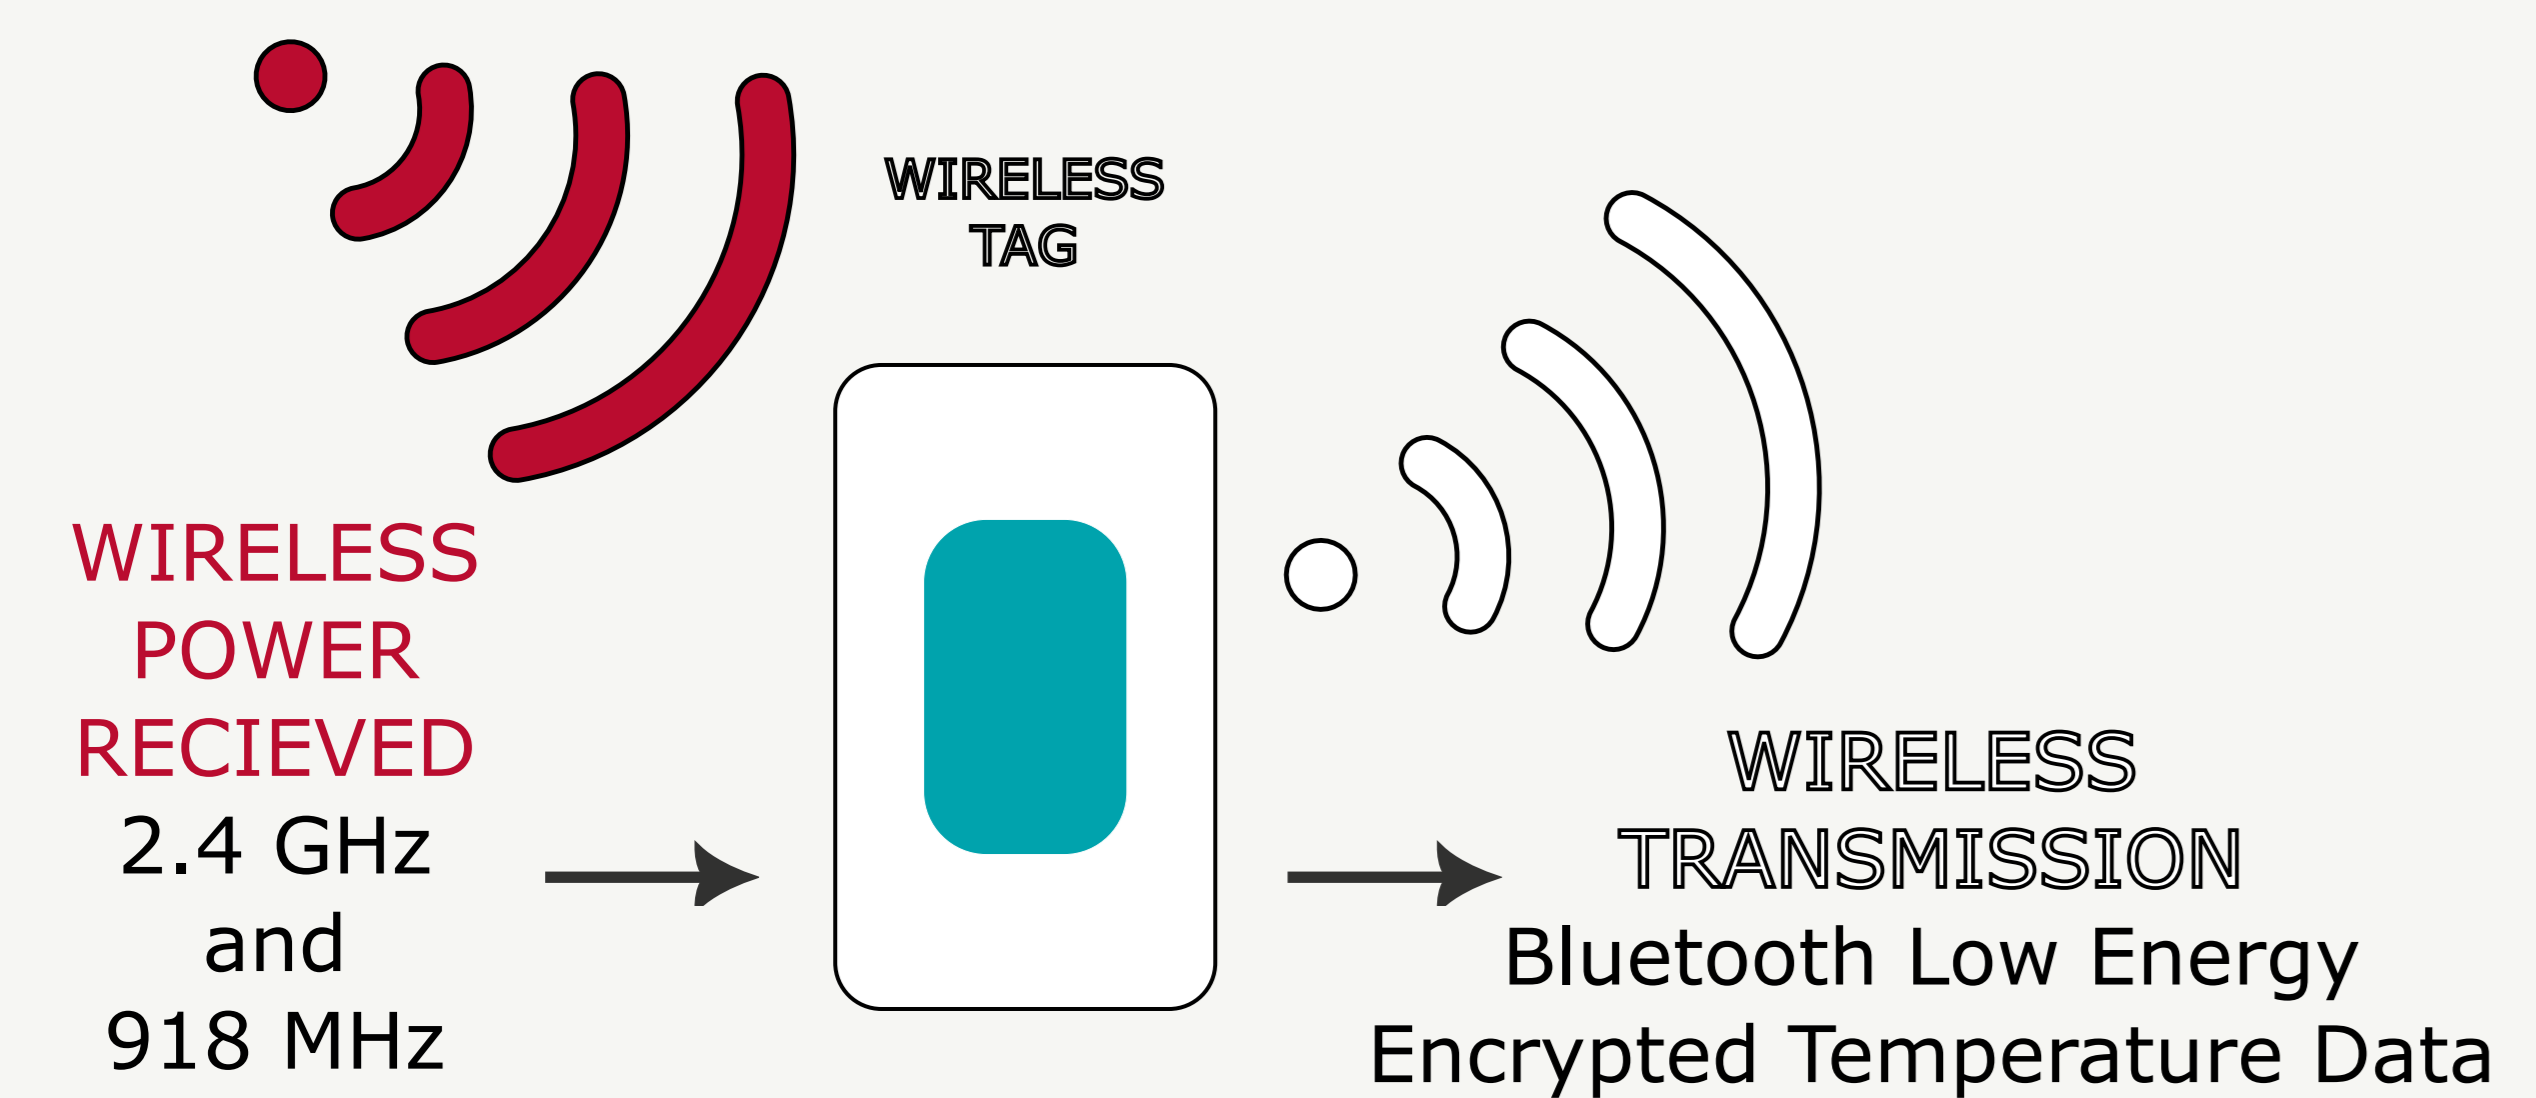 WIRELESS
TAG
WIRELESS
POWER
RECIEVED
2.4 GHz
and
918 MHz
WIRELESS
TRANSMISSION
Bluetooth Low Energy
Encrypted Temperature Data